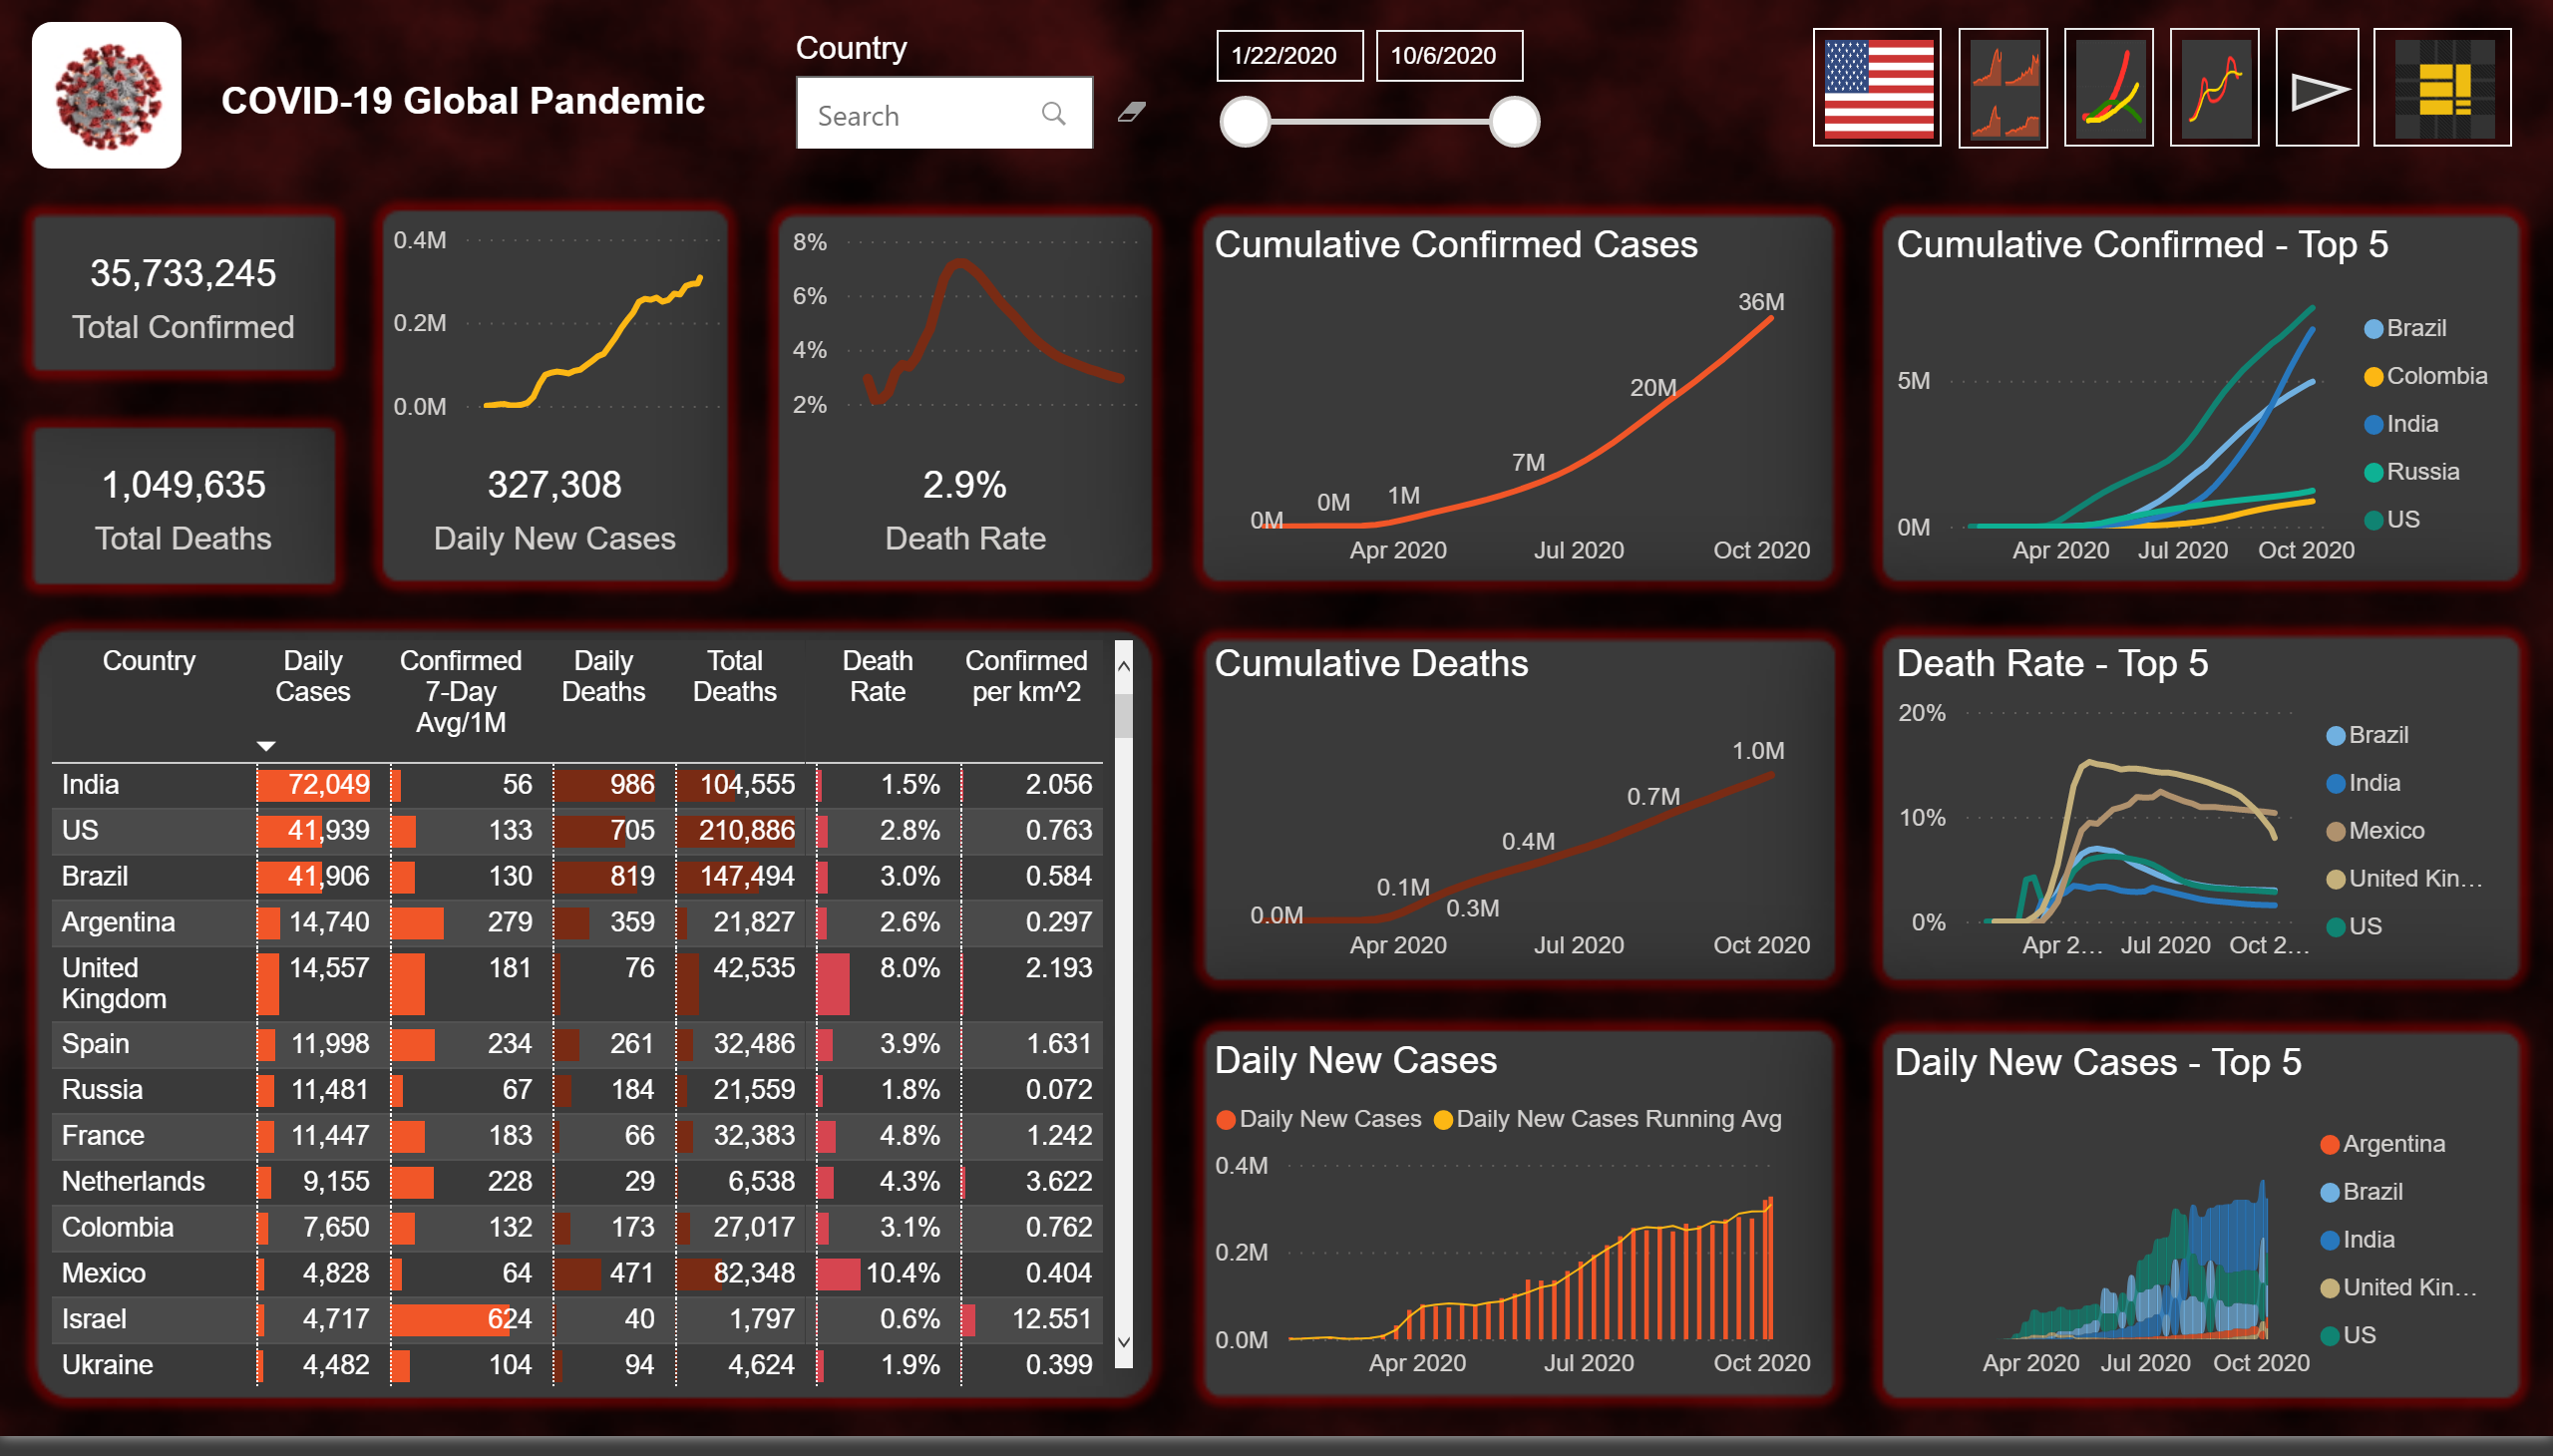 COVID-19 Global Pandemic
Country
Search
1/22/2020
10/6/2020
35,733,245
Total Confirmed
1,049,635
Total Deaths
0.4M
0.2M
0.0M
327,308
Daily New Cases
8%
6%
4%
2%
2.9%
Death Rate
Cumulative Confirmed Cases
36M
20M
7M
1M
0M
0M
Apr 2020 Jul 2020 Oct 2020
Cumulative Confirmed - Top 5
5M
0M
Apr 2020 Jul 2020 Oct 2020
Brazil
Colombia
India
Russia
US
Country
Daily
Cases
Confirmed
7-Day
Avg/1M
Daily
Deaths
Total
Deaths
Death
Rate
Confirmed
per km^2
India 72,049 56 986 104,555 1.5% 2.056
US 41,939 133 705 210,886 2.8% 0.763
Brazil 41,906 130 819 147,494 3.0% 0.584
Argentina 14,740 279 359 21,827 2.6% 0.297
United 14,557 181 76 42,535 8.0% 2.193
Kingdom
Spain 11,998 234 261 32,486 3.9% 1.631
Russia 11,481 67 184 21,559 1.8% 0.072
France 11,447 183 66 32,383 4.8% 1.242
Netherlands 9,155 228 29 6,538 4.3% 3.622
Colombia 7,650 132 173 27,017 3.1% 0.762
Mexico 4,828 64 471 82,348 10.4% 0.404
Israel 4,717 624 40 1,797 0.6% 12.551
Ukraine 4,482 104 94 4,624 1.9% 0.399
Cumulative Deaths
1.0M
0.7M
0.4M
0.1M
0.3M
0.0M
Apr 2020 Jul 2020 Oct 2020
Death Rate - Top 5
20%
10%
0%
Apr 2... Jul 2020 Oct 2...
Brazil
India
Mexico
United Kin...
US
Daily New Cases
Daily New Cases Daily New Cases Running Avg
0.4M
0.2M
0.0M
Apr 2020 Jul 2020 Oct 2020
Daily New Cases - Top 5
Argentina
Brazil
India
United Kin...
US
Apr 2020 Jul 2020 Oct 2020